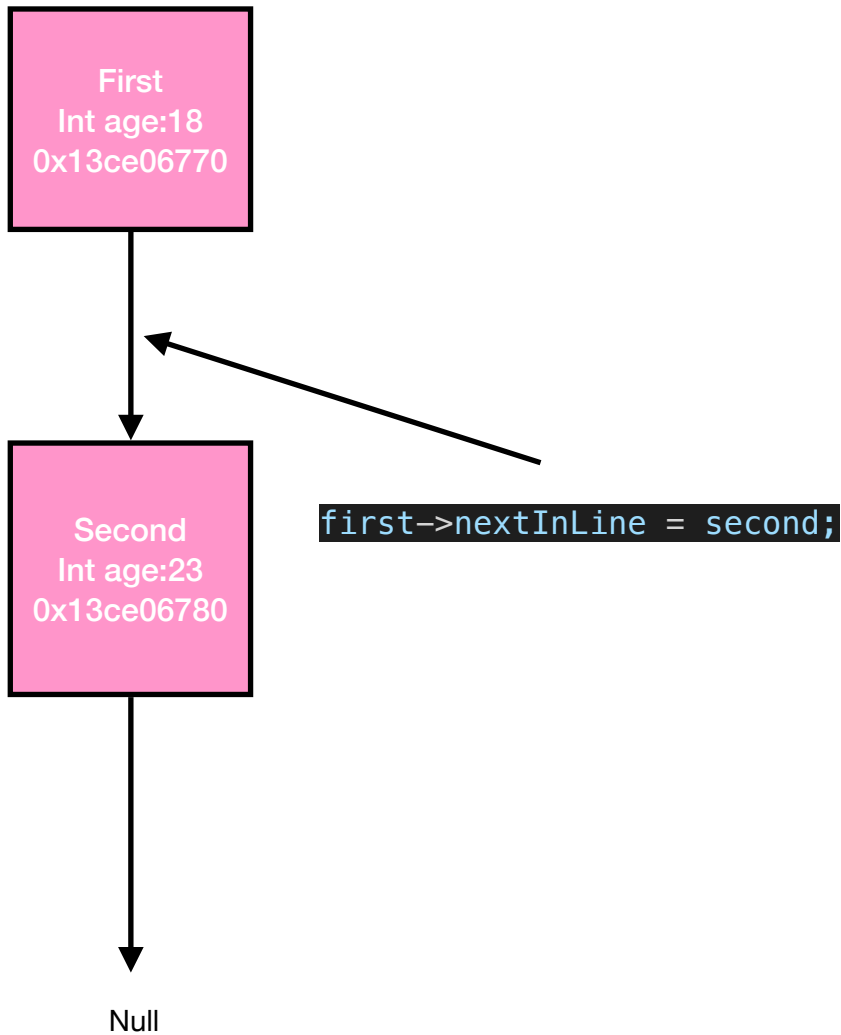 First
Int age:18
0x13ce06770
Second
Int age:23
0x13ce06780
first->nextInLine = second;
Null